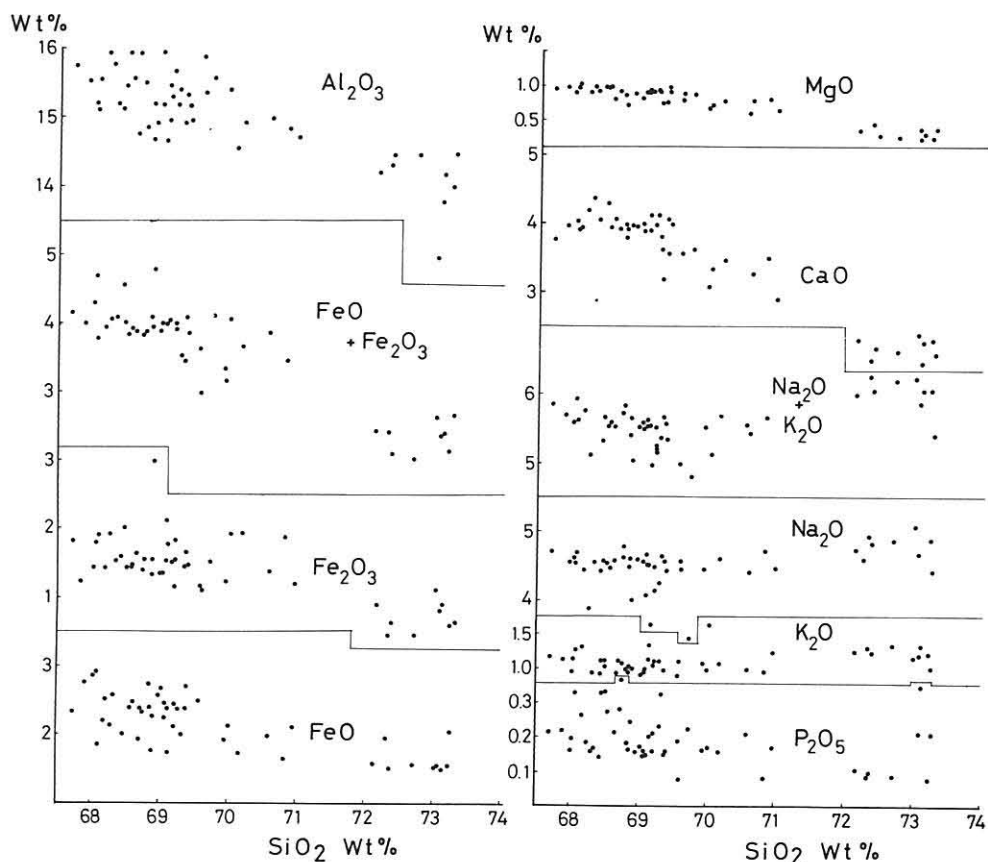 Wt%
16
Al₂O₃
15
14
5
FeO
+ Fe₂O₃
4
3
3
2
Fe₂O₃
1
3
FeO
2
68 69 70 71 72 73 74
SiO₂ Wt%
Wt%
1.0
MgO
0.5
5
4
CaO
3
Na₂O
+
K₂O
6
5
Na₂O
5
4
K₂O
1.5
1.0
0.3
P₂O₅
0.2
0.1
68 69 70 71 72 73 74
SiO₂ Wt%